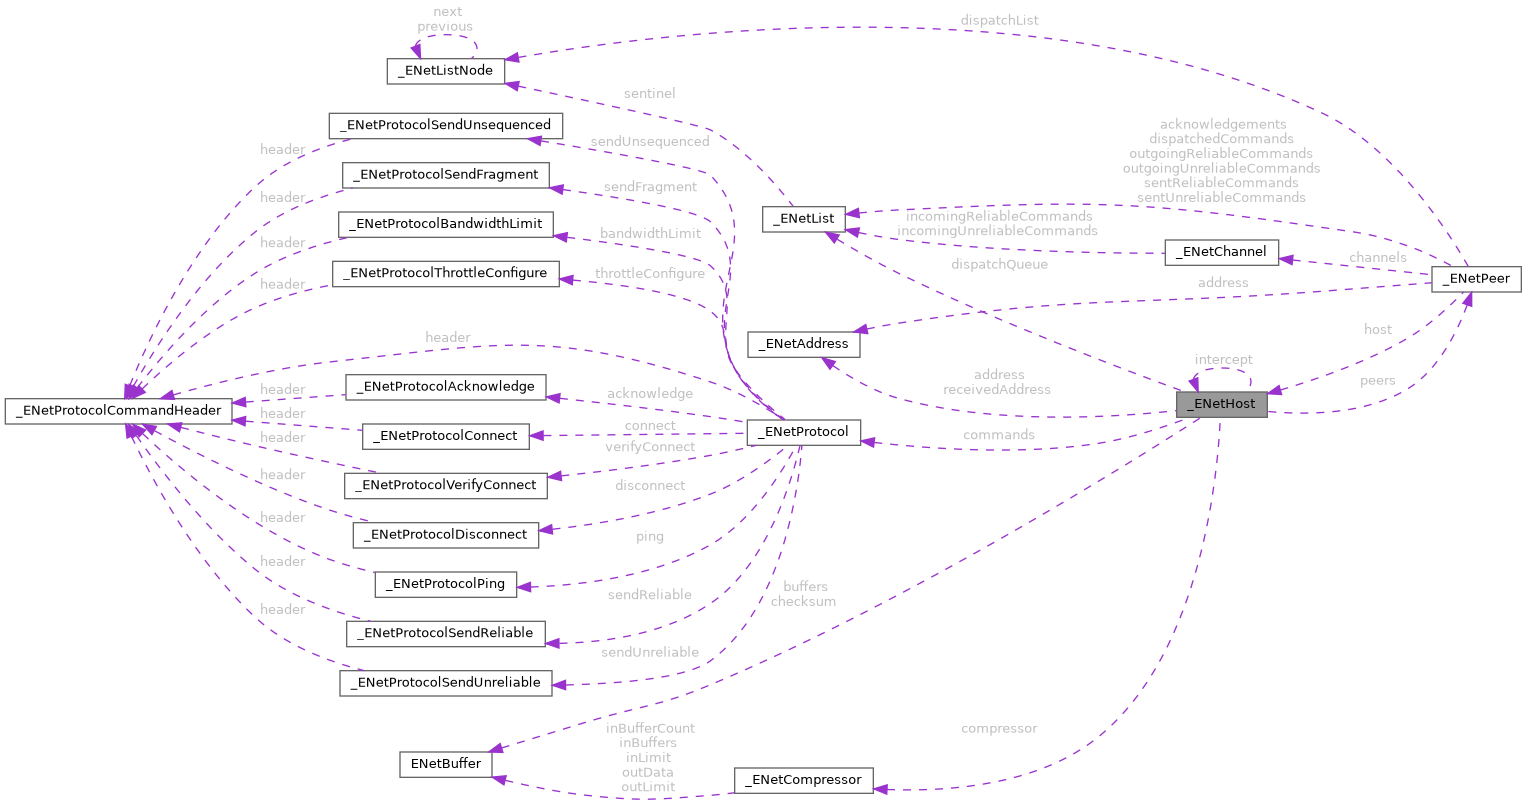 next
previous
dispatchList
_ENetListNode
sentinel
_ENetProtocolSendUnsequenced
acknowledgements
dispatchedCommands
outgoingReliableCommands
outgoingUnreliableCommands
sentReliableCommands
sentUnreliableCommands
sendUnsequenced
header
_ENetProtocolSendFragment
sendFragment
header
_ENetProtocolBandwidthLimit
bandwidthLimit
header
_ENetList
incomingReliableCommands
incomingUnreliableCommands
_ENetChannel
channels
dispatchQueue
_ENetProtocolThrottleConfigure
throttleConfigure
header
_ENetPeer
address
header
_ENetAddress
host
intercept
address
receivedAddress
peers
_ENetProtocolAcknowledge
header
acknowledge
_ENetHost
_ENetProtocolCommandHeader
header
_ENetProtocolConnect
connect
_ENetProtocol
commands
header
verifyConnect
_ENetProtocolVerifyConnect
header
disconnect
_ENetProtocolDisconnect
header
ping
_ENetProtocolPing
header
sendReliable
buffers
checksum
_ENetProtocolSendReliable
header
sendUnreliable
_ENetProtocolSendUnreliable
compressor
inBufferCount
inBuffers
inLimit
outData
outLimit
ENetBuffer
_ENetCompressor